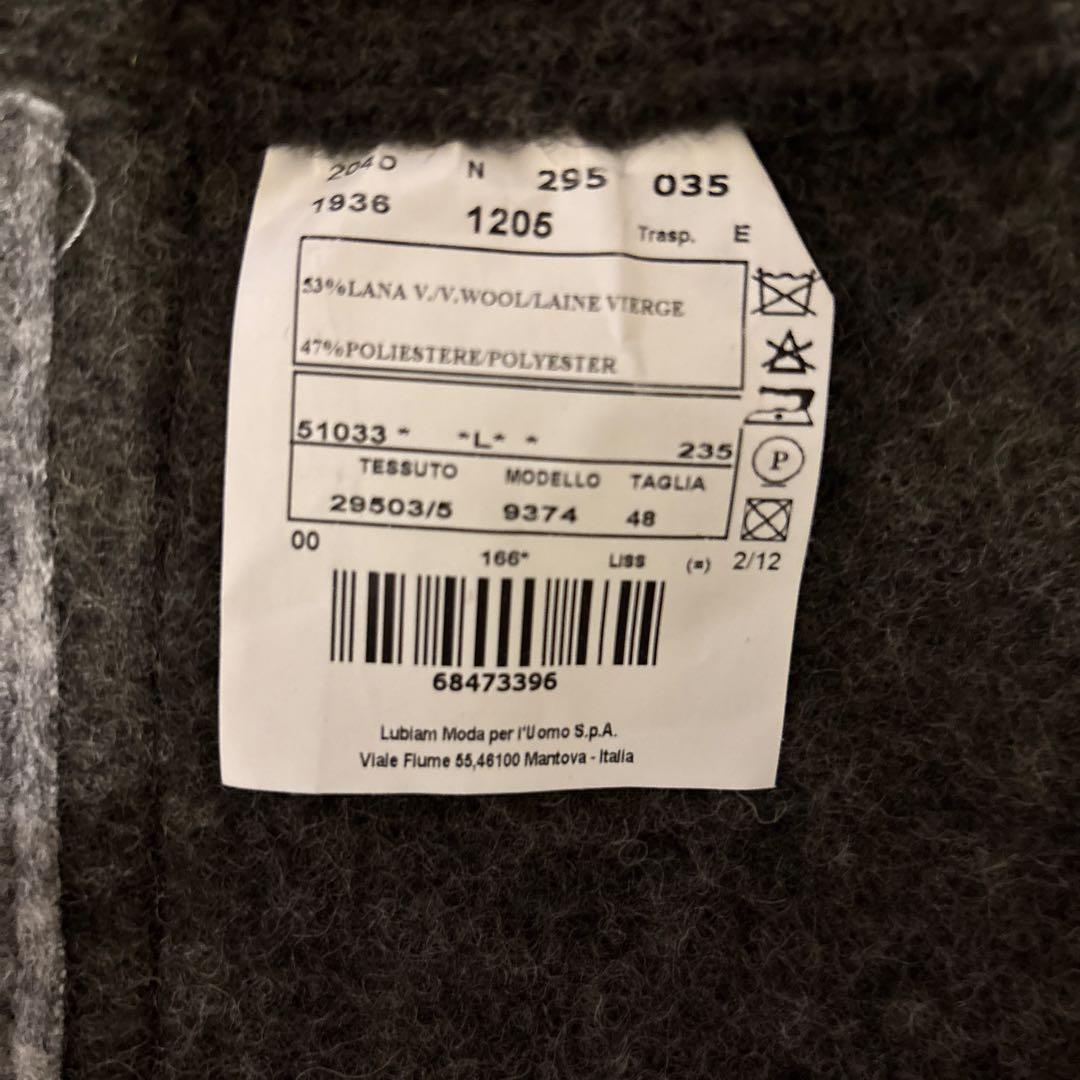 2040 N 295 035
1936 1205 Trasp. E
53%LANA V./V.WOOL/LAINE VIERGE
47%POLIESTERE/POLYESTER
51033 * *L* * 235
TESSUTO MODELLO TAGLIA
29503/5 9374 48
P
00 166* LISS (=) 2/12
68473396
Lubiam Moda per l'Uomo S.p.A.
Viale Fiume 55,46100 Mantova - Italia